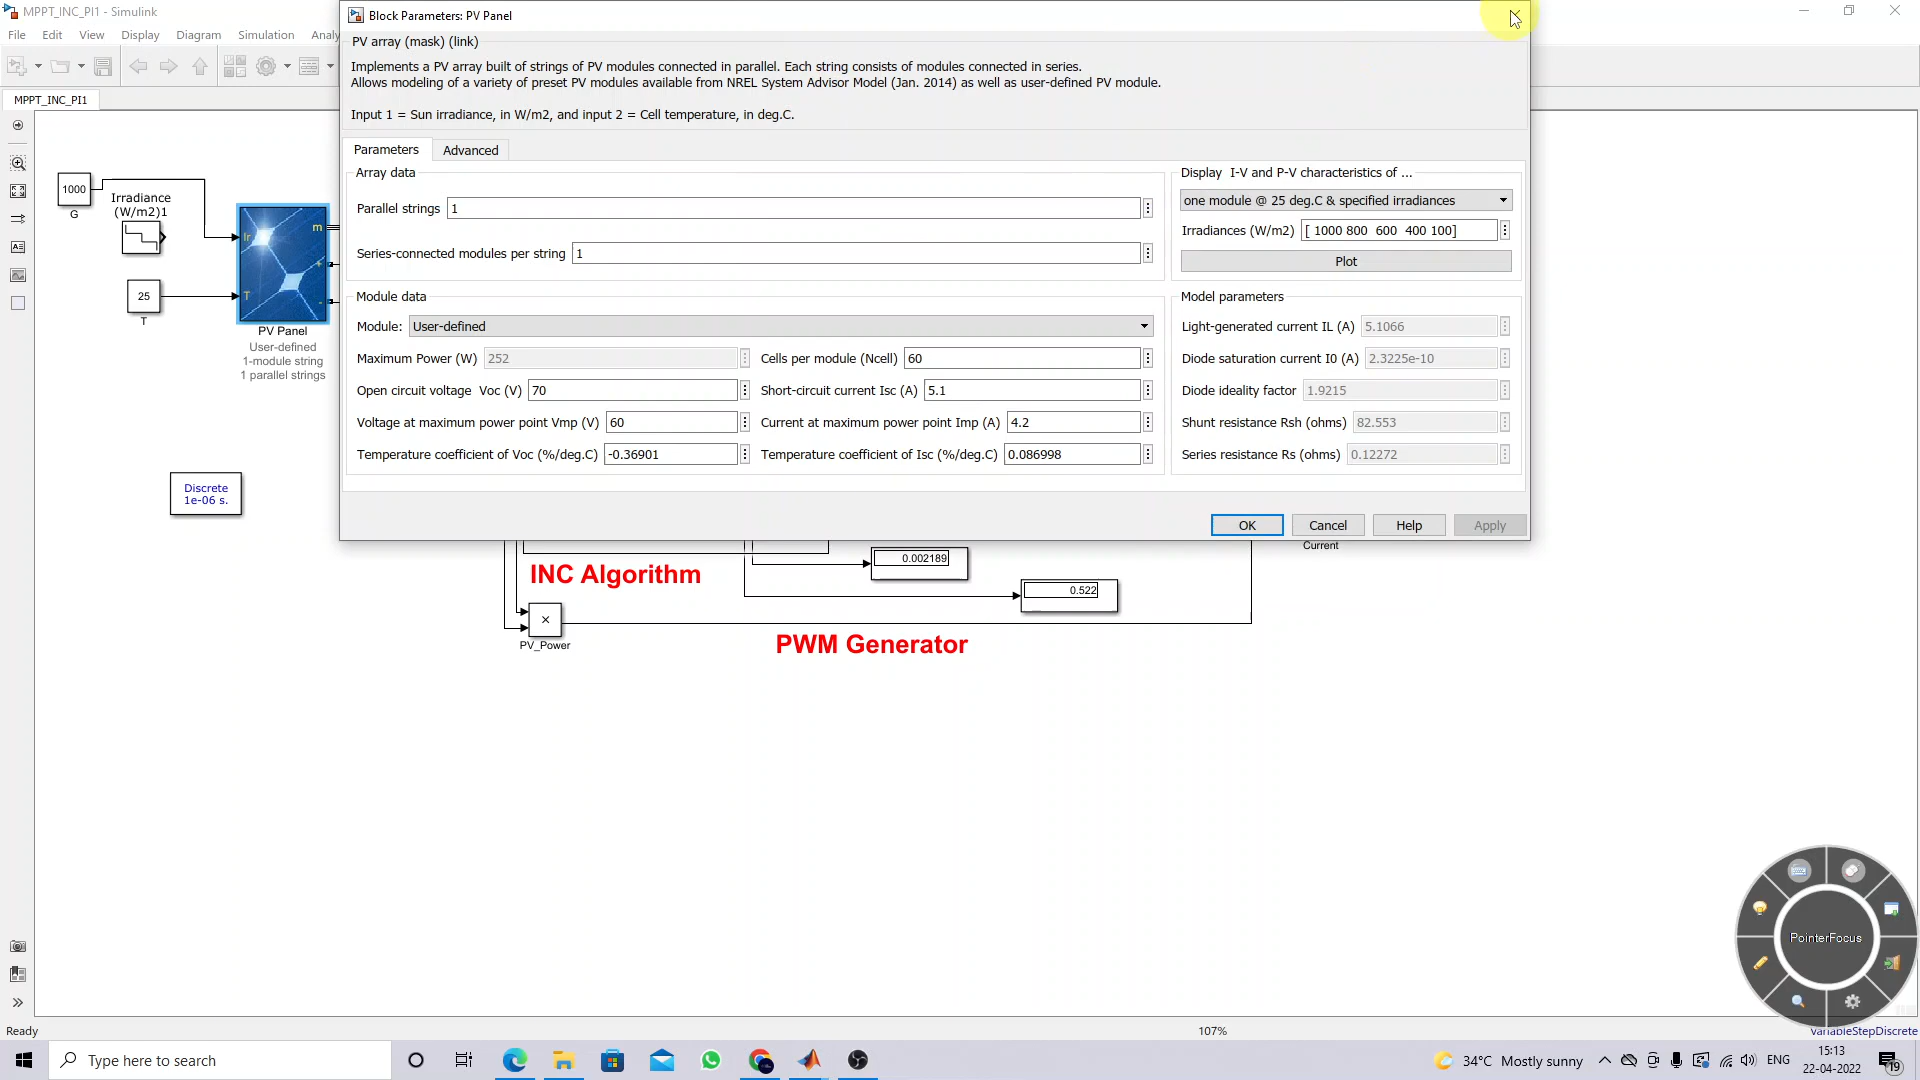 MPPT_INC_PI1 - Simulink
File Edit View Display Diagram Simulation Analy
MPPT_INC_PI1
Block Parameters: PV Panel
PV array (mask) (link)
Implements a PV array built of strings of PV modules connected in parallel. Each string consists of modules connected in series.
Allows modeling of a variety of preset PV modules available from NREL System Advisor Model (Jan. 2014) as well as user-defined PV module.
Input 1 = Sun irradiance, in W/m2, and input 2 = Cell temperature, in deg.C.
Parameters Advanced
Array data
Parallel strings 1
Series-connected modules per string 1
Display I-V and P-V characteristics of ...
one module @ 25 deg.C & specified irradiances
Irradiances (W/m2) [ 1000 800 600 400 100]
Plot
Module data
Module: User-defined
Maximum Power (W) 252
Cells per module (Ncell) 60
Open circuit voltage Voc (V) 70
Short-circuit current Isc (A) 5.1
Voltage at maximum power point Vmp (V) 60
Current at maximum power point Imp (A) 4.2
Temperature coefficient of Voc (%/deg.C) -0.36901
Temperature coefficient of Isc (%/deg.C) 0.086998
Model parameters
Light-generated current IL (A) 5.1066
Diode saturation current I0 (A) 2.3225e-10
Diode ideality factor 1.9215
Shunt resistance Rsh (ohms) 82.553
Series resistance Rs (ohms) 0.12272
OK Cancel Help Apply
1000
G
Irradiance
(W/m2)1
25
T
Ir
T
m
+
-
PV Panel
User-defined
1-module string
1 parallel strings
Discrete
1e-06 s.
Current
0.002189
0.522
INC Algorithm
×
PV_Power
PWM Generator
PointerFocus
Ready
107%
VariableStepDiscrete
Type here to search
34°C Mostly sunny
ENG
15:13
22-04-2022
19